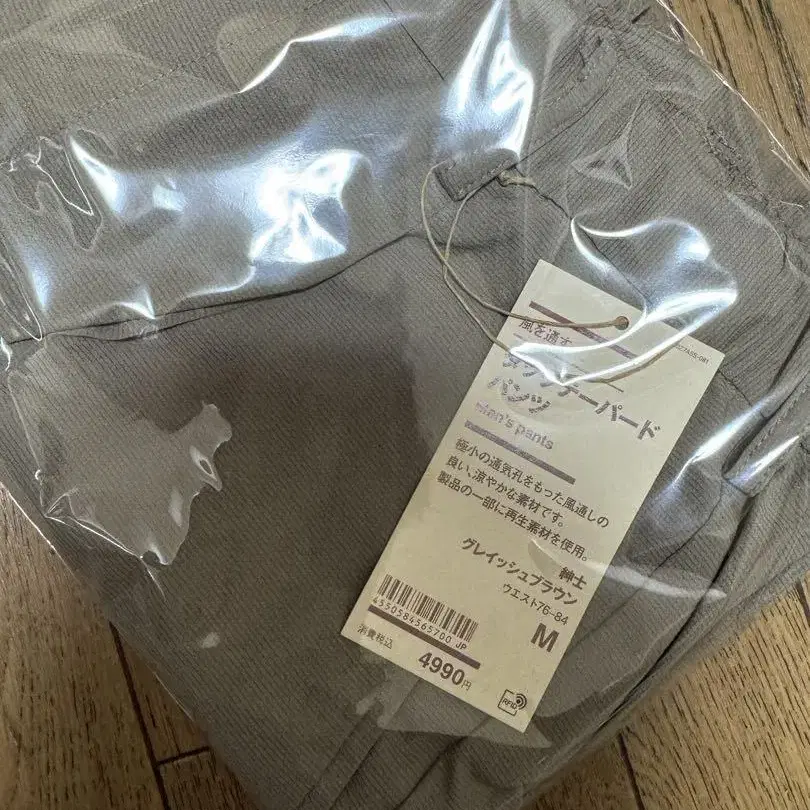 風を通す
タックテーパード
パンツ
men's pants
極小の通気孔をもった風通しの
良い、涼やかな素材です。
製品の一部に再生素材を使用。
紳士
グレイッシュブラウン
ウエスト76-84
M
4550584565700 JP
消費税込
4990円
RFID